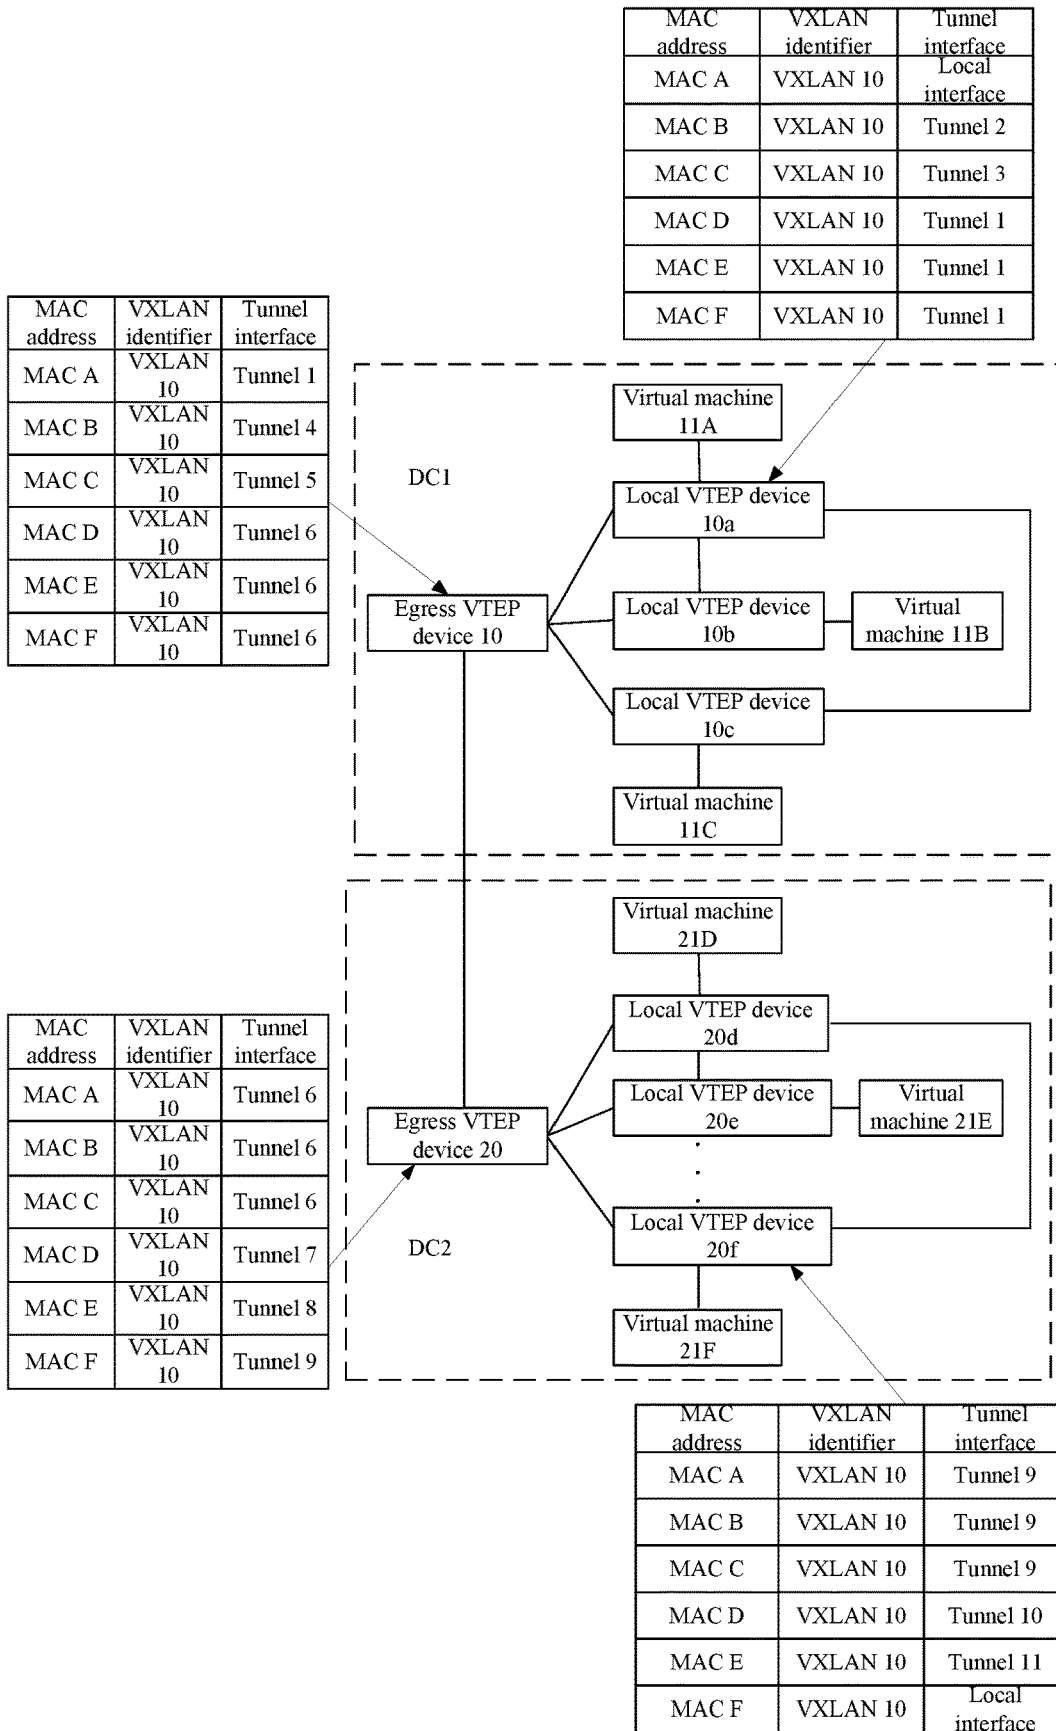 MAC address VXLAN identifier Tunnel interface
MAC A VXLAN 10 Local interface
MAC B VXLAN 10 Tunnel 2
MAC C VXLAN 10 Tunnel 3
MAC D VXLAN 10 Tunnel 1
MAC E VXLAN 10 Tunnel 1
MAC F VXLAN 10 Tunnel 1
MAC address VXLAN identifier Tunnel interface
MAC A VXLAN 10 Tunnel 1
MAC B VXLAN 10 Tunnel 4
MAC C VXLAN 10 Tunnel 5
MAC D VXLAN 10 Tunnel 6
MAC E VXLAN 10 Tunnel 6
MAC F VXLAN 10 Tunnel 6
DC1
Virtual machine
11A
Local VTEP device
10a
Egress VTEP
device 10
Local VTEP device
10b
Virtual
machine 11B
Local VTEP device
10c
Virtual machine
11C
Virtual machine
21D
Local VTEP device
20d
Egress VTEP
device 20
Local VTEP device
20e
Virtual
machine 21E
Local VTEP device
20f
DC2
Virtual machine
21F
MAC address VXLAN identifier Tunnel interface
MAC A VXLAN 10 Tunnel 6
MAC B VXLAN 10 Tunnel 6
MAC C VXLAN 10 Tunnel 6
MAC D VXLAN 10 Tunnel 7
MAC E VXLAN 10 Tunnel 8
MAC F VXLAN 10 Tunnel 9
MAC address VXLAN identifier Tunnel interface
MAC A VXLAN 10 Tunnel 9
MAC B VXLAN 10 Tunnel 9
MAC C VXLAN 10 Tunnel 9
MAC D VXLAN 10 Tunnel 10
MAC E VXLAN 10 Tunnel 11
MAC F VXLAN 10 Local interface